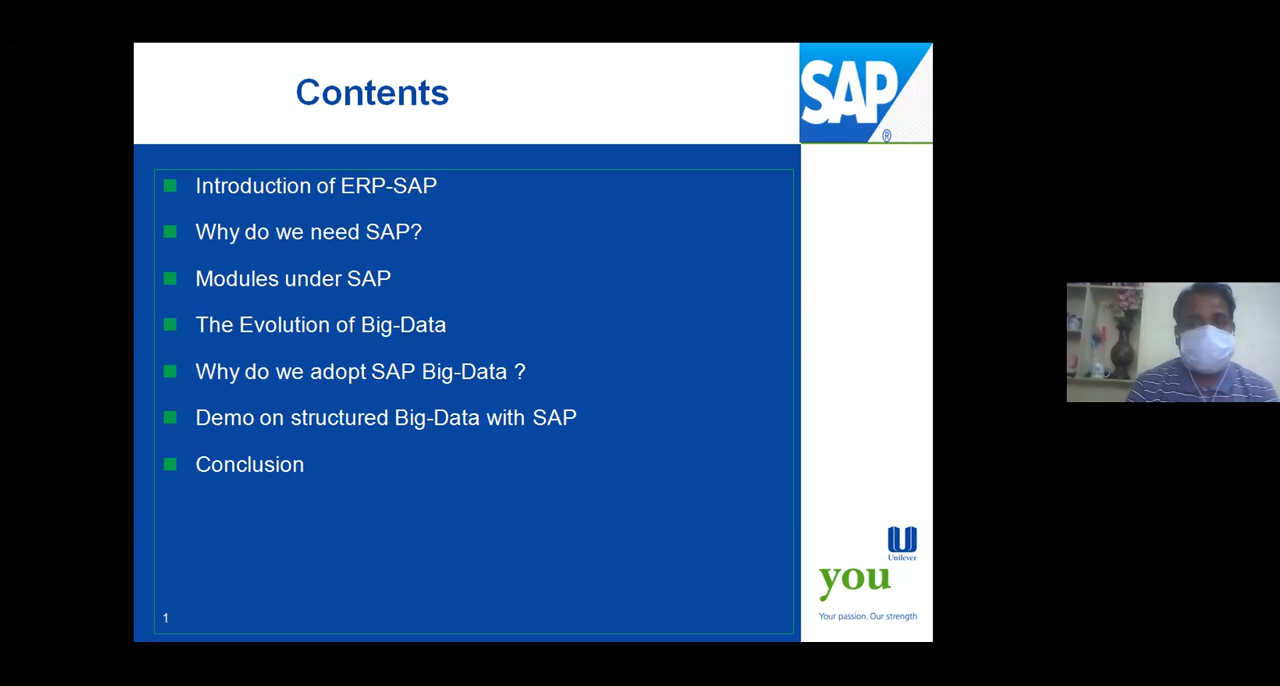 Contents
SAP
®
Introduction of ERP-SAP
Why do we need SAP?
Modules under SAP
The Evolution of Big-Data
Why do we adopt SAP Big-Data ?
Demo on structured Big-Data with SAP
Conclusion
Unilever
you
Your passion. Our strength
1